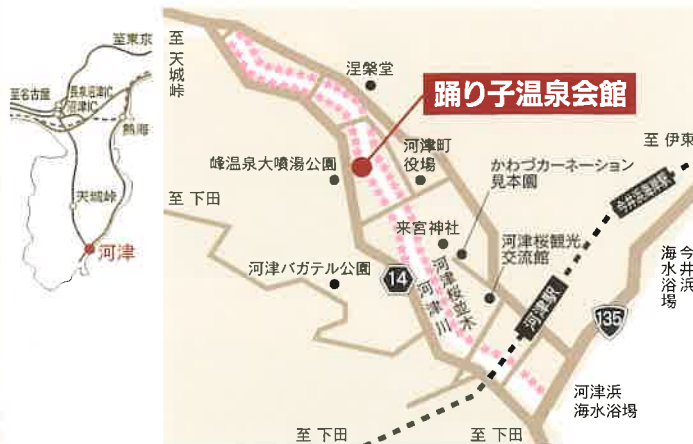 至東京
至名古屋
長泉沼津IC
沼津IC
熱海
天城峠
河津
至 天城峠
涅槃堂
踊り子温泉会館
峰温泉大噴湯公園
河津町
役場
至 伊東
かわづカーネーション
見本園
今井浜海岸駅
至 下田
来宮神社
河津桜観光
交流館
今井浜
海水浴場
河津バガテル公園
14
河津桜並木
河津川
河津駅
135
河津浜
海水浴場
至 下田
至 下田